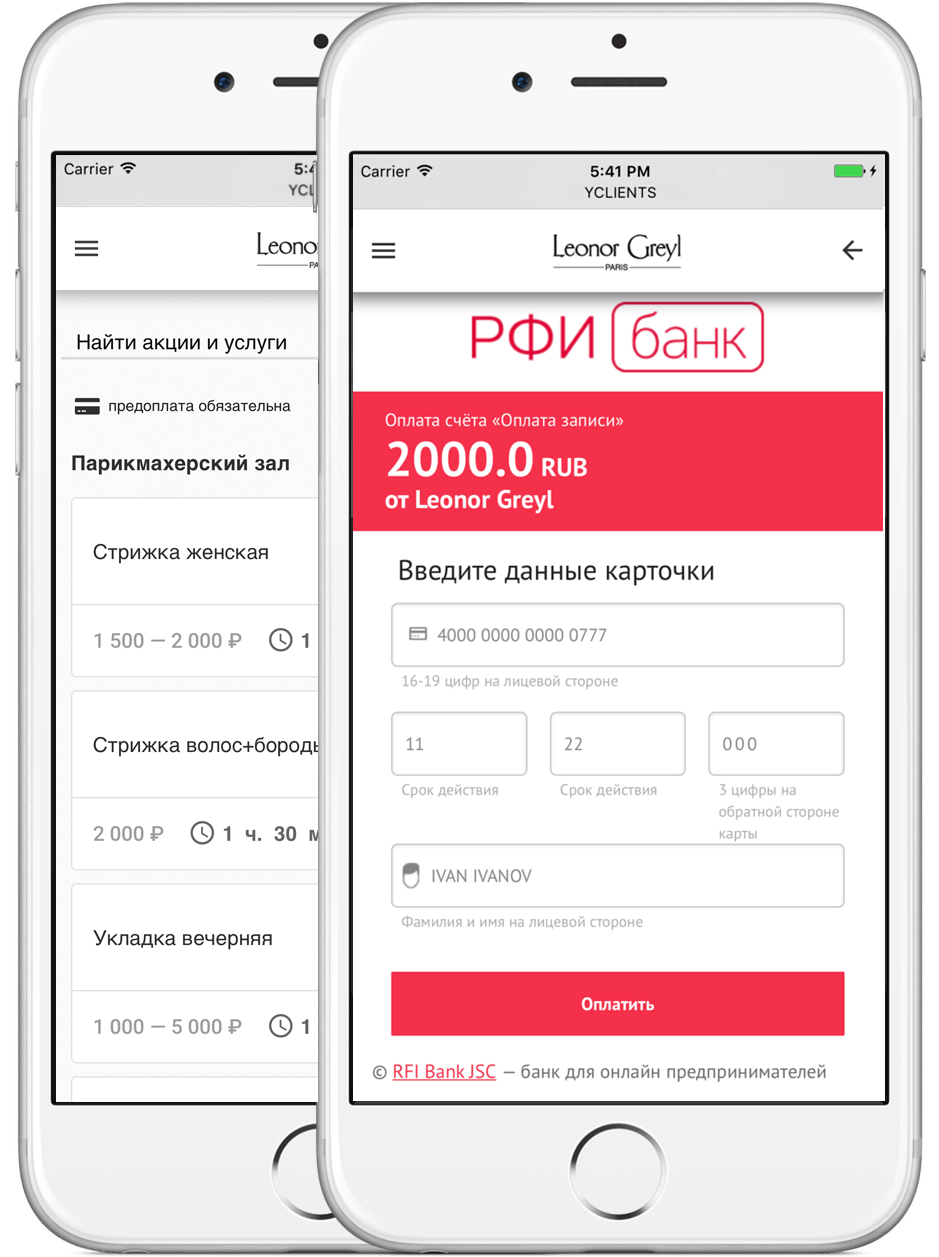 Carrier
5:4
YCL
Leono
PA
Найти акции и услуги
предоплата обязательна
Парикмахерский зал
Стрижка женская
1 500 — 2 000 ₽ 1
Стрижка волос+бороды
2 000 ₽ 1 ч. 30 м
Укладка вечерняя
1 000 — 5 000 ₽ 1
Carrier 5:41 PM
YCLIENTS
Leonor Greyl
PARIS
РФИ банк
Оплата счёта «Оплата записи»
2000.0 RUB
от Leonor Greyl
Введите данные карточки
4000 0000 0000 0777
16-19 цифр на лицевой стороне
11 22 000
Срок действия Срок действия 3 цифры на
обратной стороне
карты
IVAN IVANOV
Фамилия и имя на лицевой стороне
Оплатить
© RFI Bank JSC — банк для онлайн предпринимателей